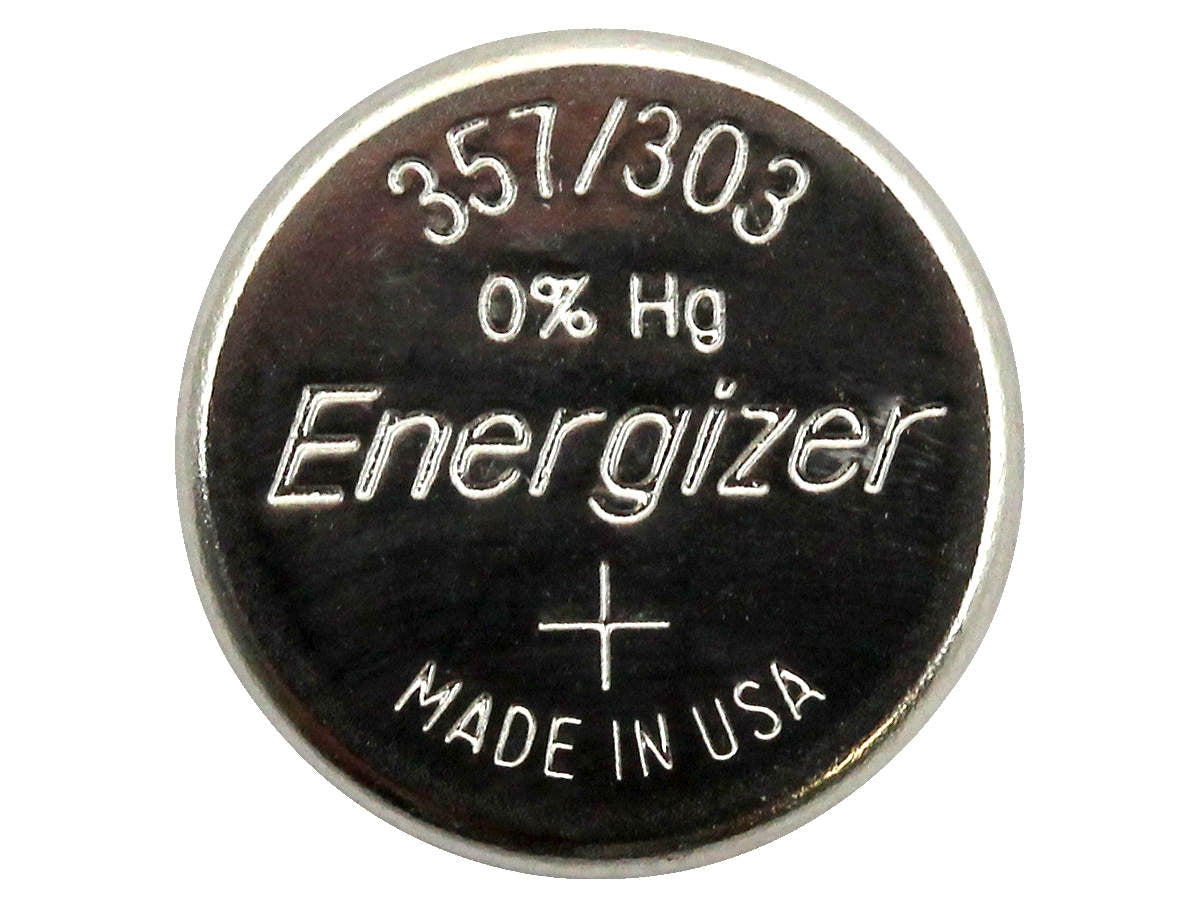 357/303
0% Hg
Energizer
+
MADE IN USA